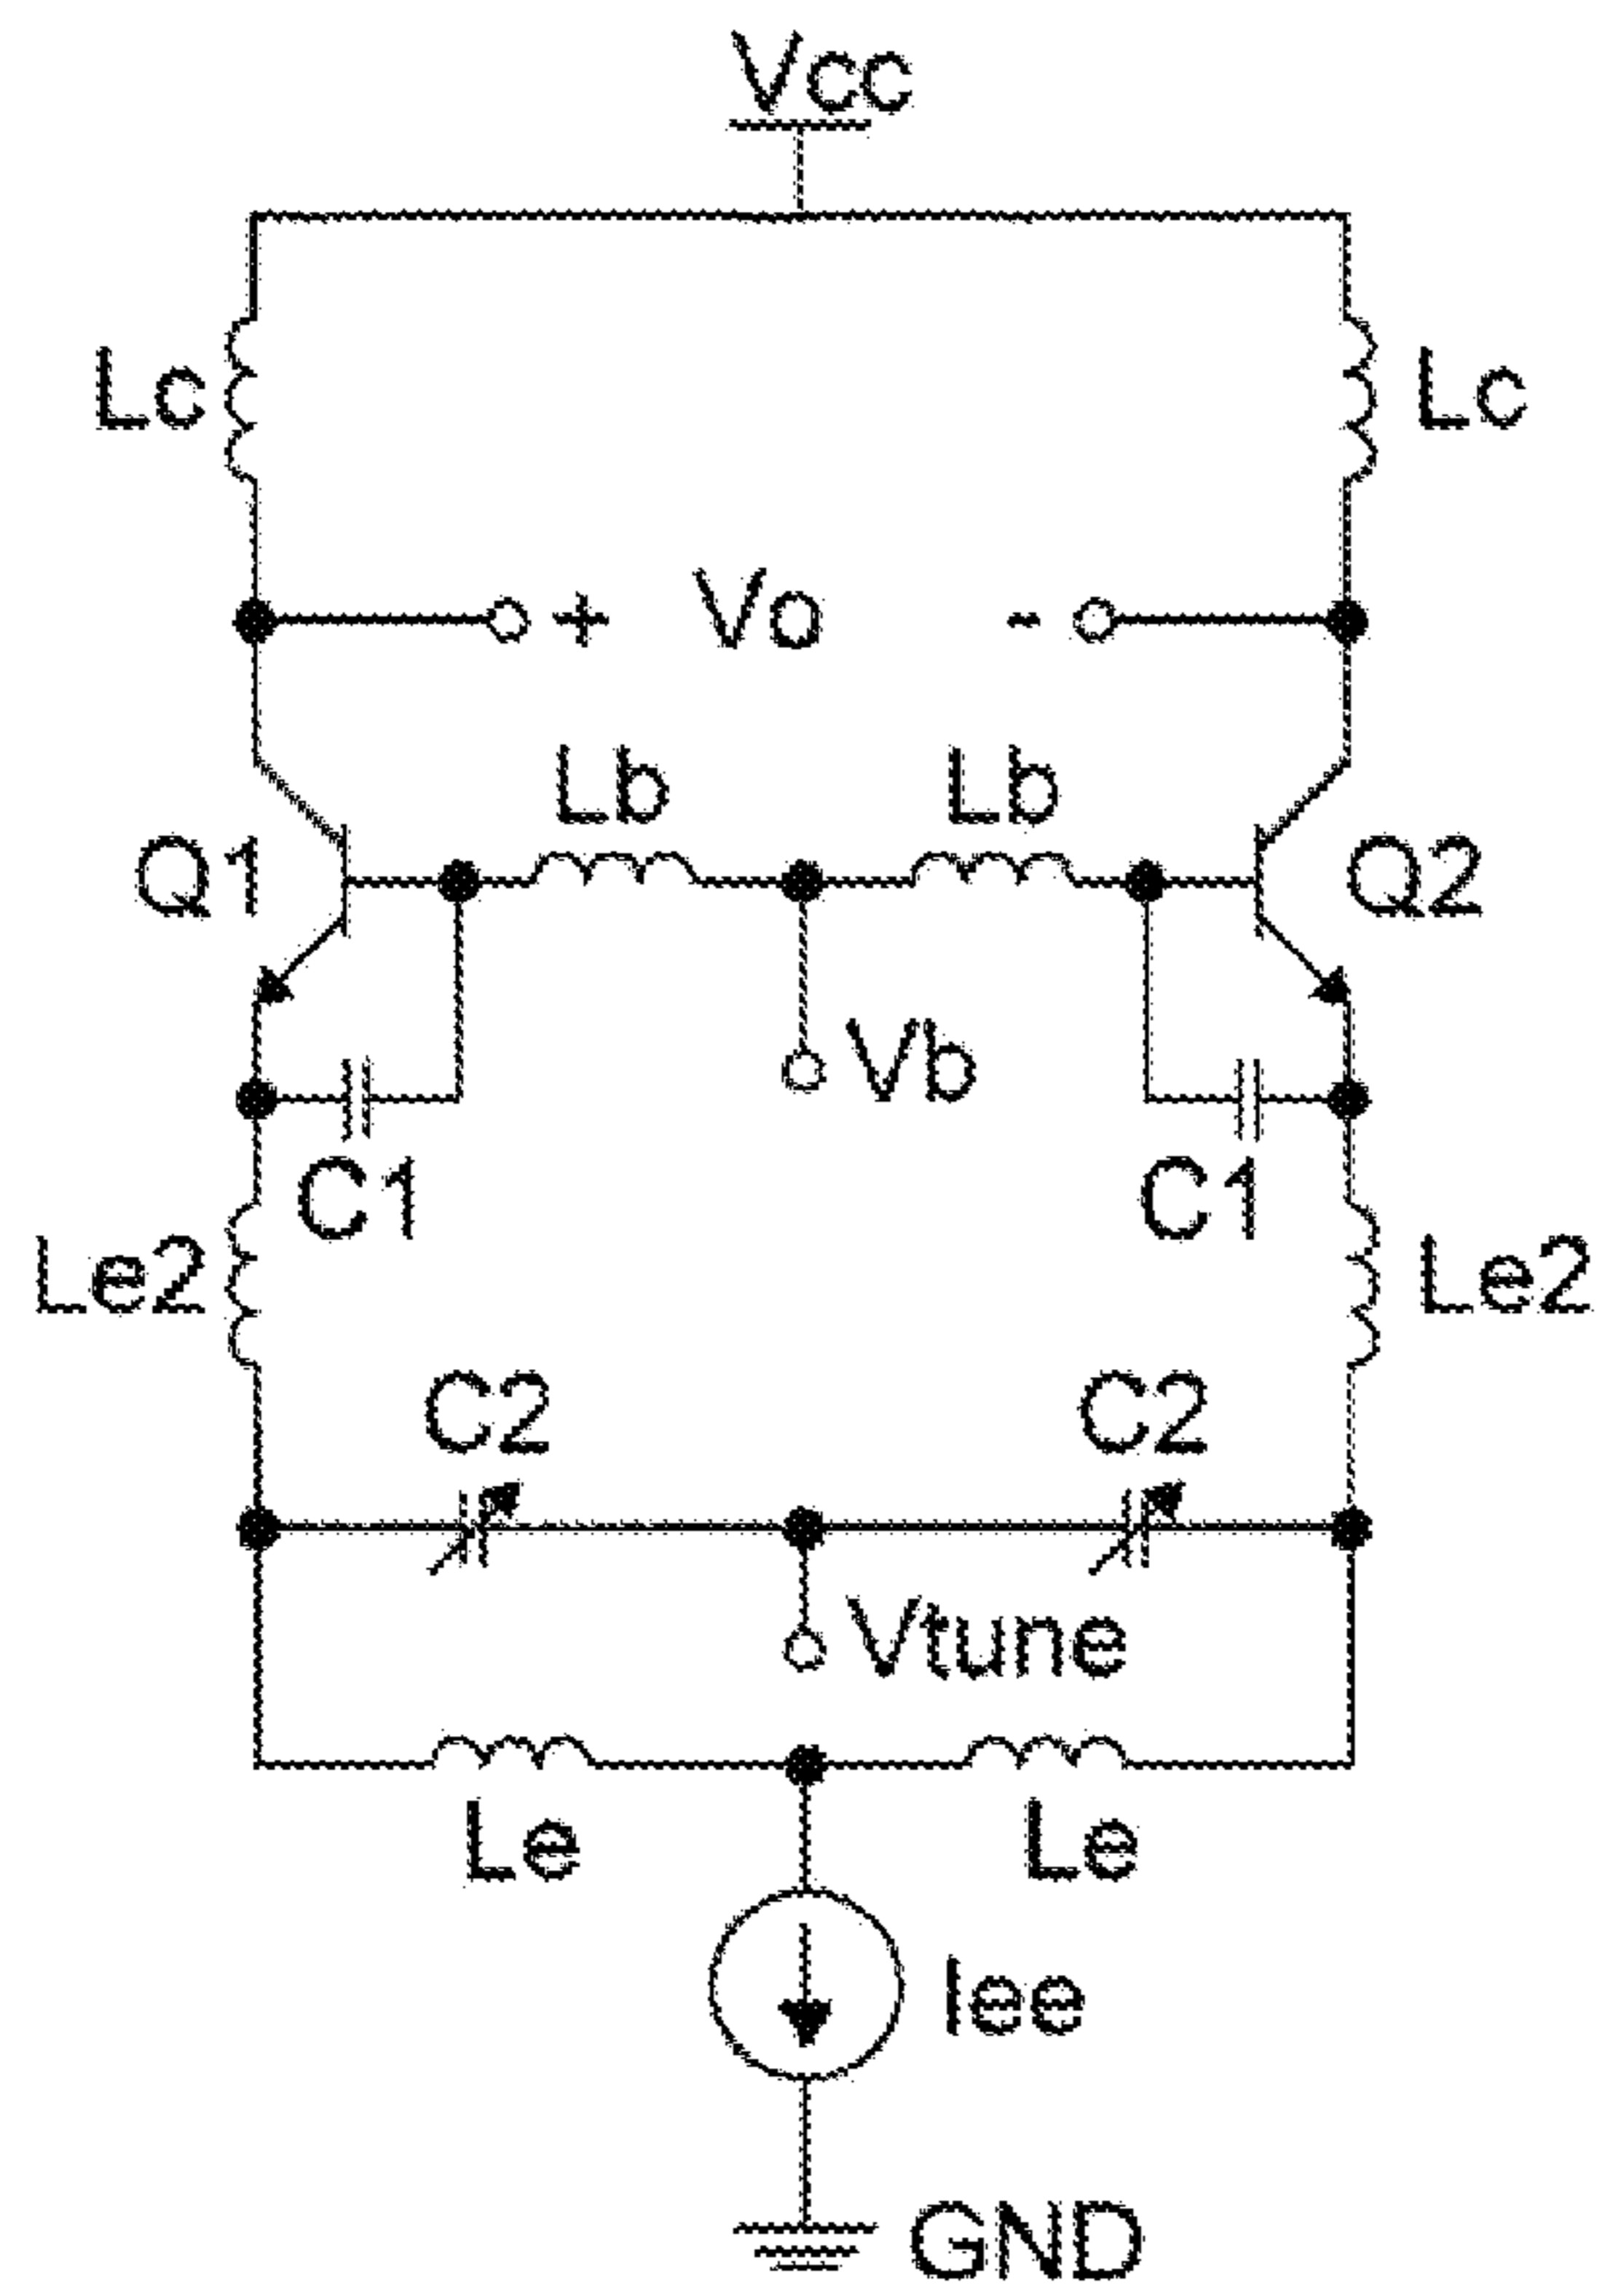 Vcc
Lc Lc
+ Vo -
Lb Lb
Q1 Q2
Vb
C1 C1
Le2 Le2
C2 C2
Vtune
Le Le
Iee
GND